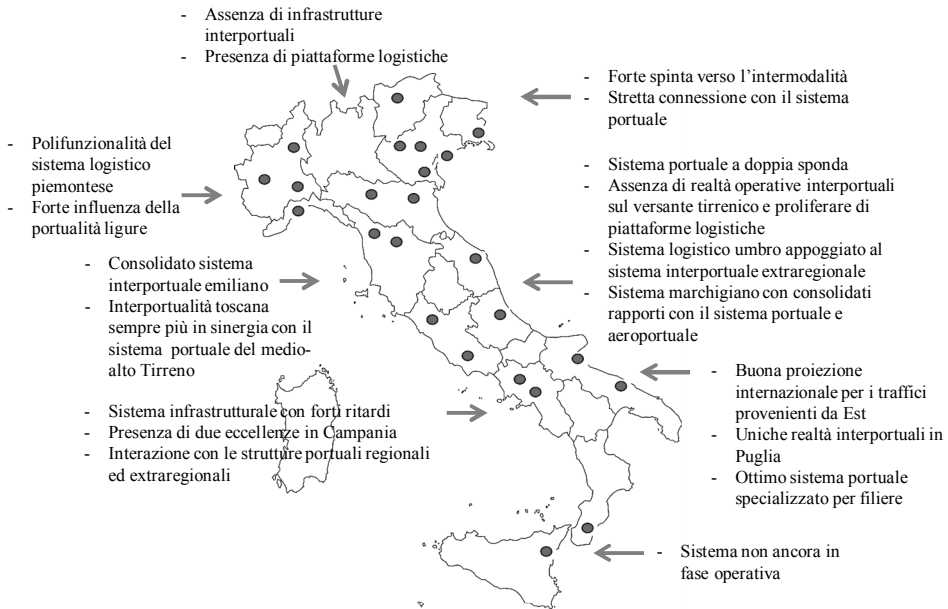 - Assenza di infrastrutture
interportuali
- Presenza di piattaforme logistiche
- Forte spinta verso l'intermodalità
- Stretta connessione con il sistema
portuale
- Polifunzionalità del
sistema logistico
piemontese
- Forte influenza della
portualità ligure
- Sistema portuale a doppia sponda
- Assenza di realtà operative interportuali
sul versante tirrenico e proliferare di
piattaforme logistiche
- Sistema logistico umbro appoggiato al
sistema interportuale extraregionale
- Sistema marchigiano con consolidati
rapporti con il sistema portuale e
aeroportuale
- Consolidato sistema
interportuale emiliano
- Interportualità toscana
sempre più in sinergia con il
sistema portuale del medio-
alto Tirreno
- Buona proiezione
internazionale per i traffici
provenienti da Est
- Uniche realtà interportuali in
Puglia
- Ottimo sistema portuale
specializzato per filiere
- Sistema infrastrutturale con forti ritardi
- Presenza di due eccellenze in Campania
- Interazione con le strutture portuali regionali
ed extraregionali
- Sistema non ancora in
fase operativa